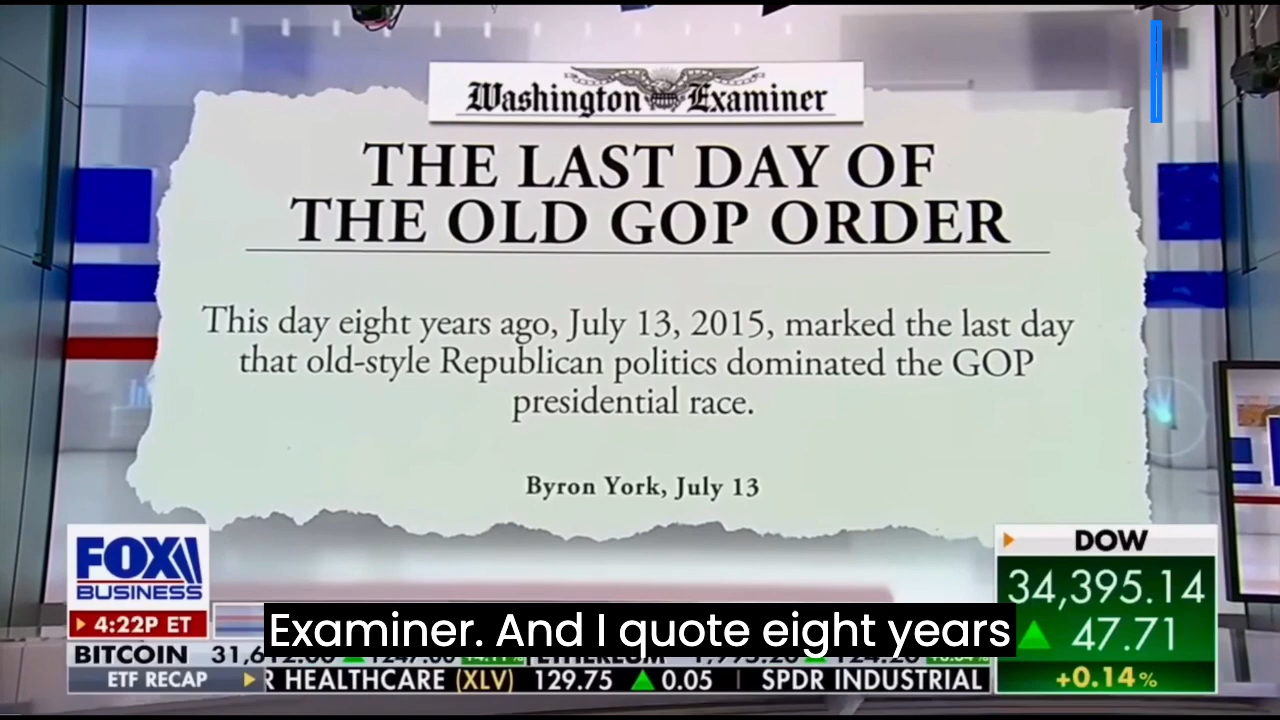 Washington Examiner
THE LAST DAY OF
THE OLD GOP ORDER
This day eight years ago, July 13, 2015, marked the last day
that old-style Republican politics dominated the GOP
presidential race.
Byron York, July 13
FOX
BUSINESS
4:22P ET
DOW
34,395.14
47.71
+0.14%
Examiner. And I quote eight years
BITCOIN
ETF RECAP
R HEALTHCARE (XLV) 129.75 0.05 SPDR INDUSTRIAL